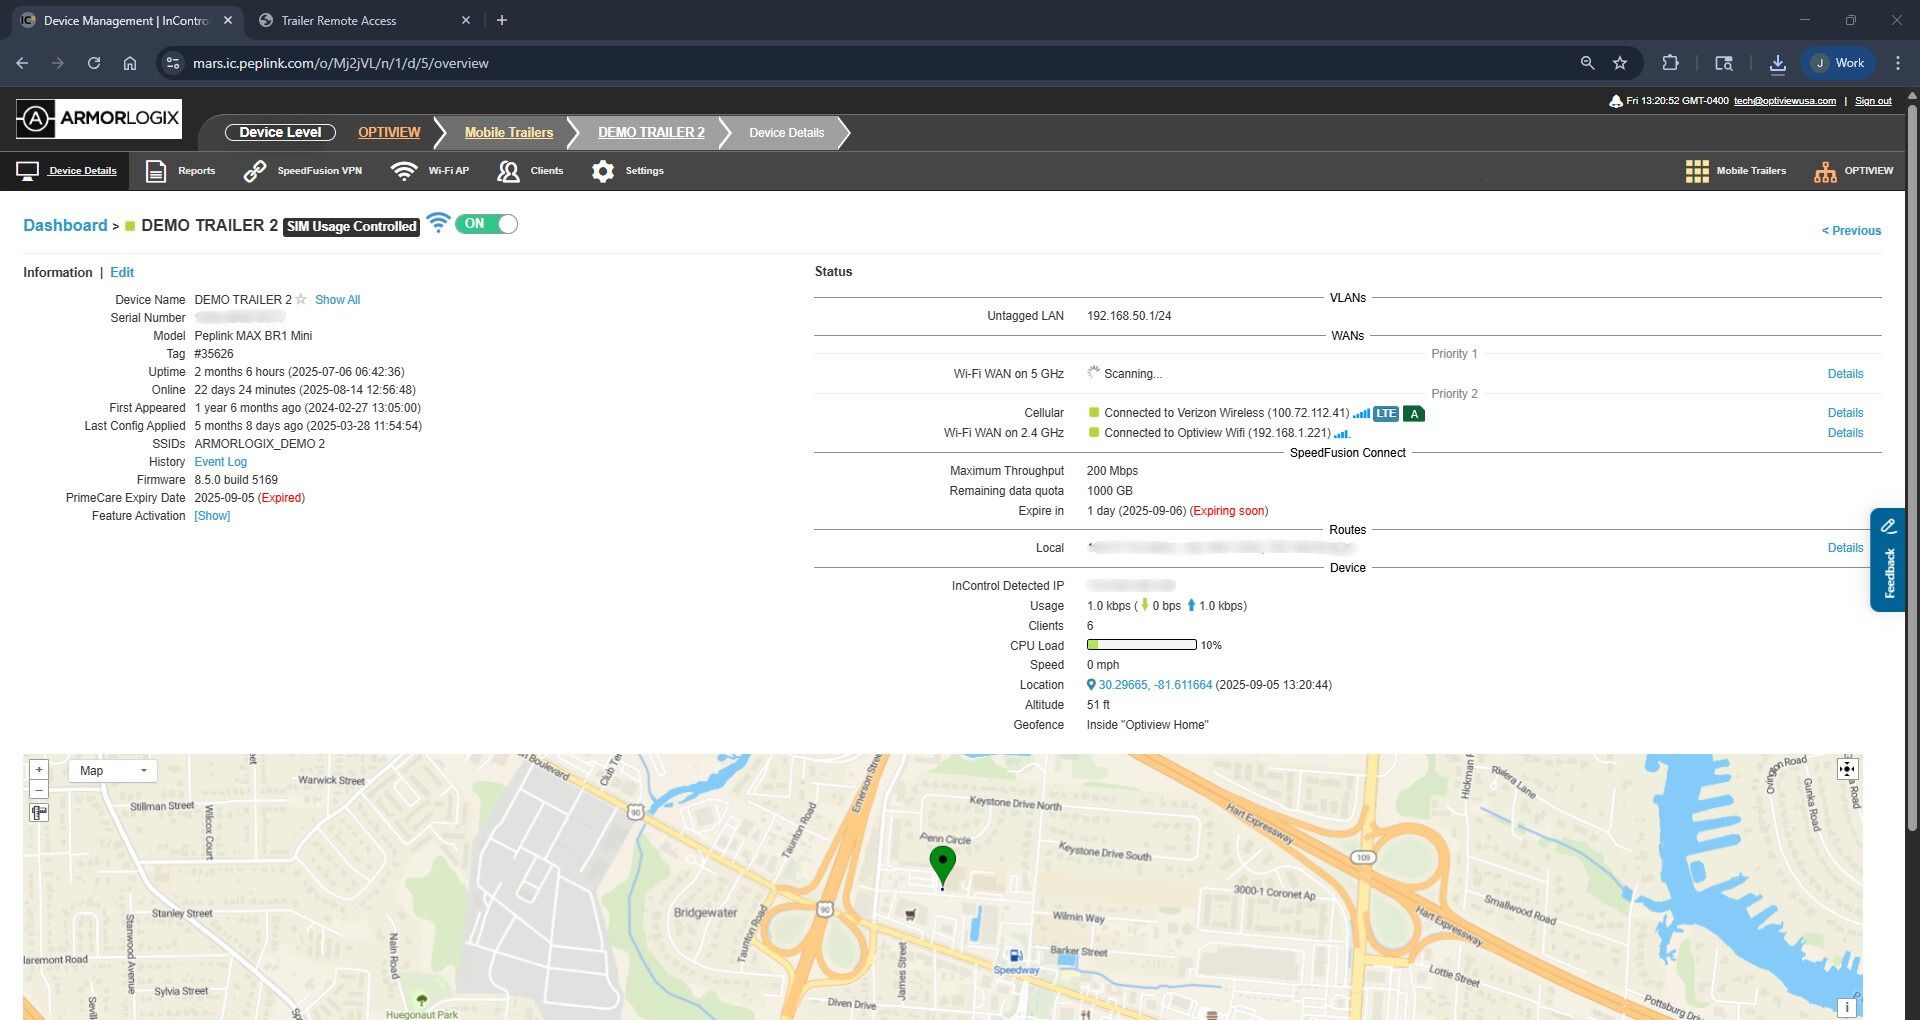 Device Management | InContro
Trailer Remote Access
mars.ic.peplink.com/o/Mj2jVL/n/1/d/5/overview
J Work
ARMORLOGIX
Fri 13:20:52 GMT-0400 tech@optiviewusa.com | Sign out
Device Level OPTIVIEW Mobile Trailers DEMO TRAILER 2 Device Details
Device Details Reports SpeedFusion VPN Wi-Fi AP Clients Settings Mobile Trailers OPTIVIEW
Dashboard > DEMO TRAILER 2 SIM Usage Controlled ON
< Previous
Information | Edit
Device Name DEMO TRAILER 2 Show All
Serial Number
Model Peplink MAX BR1 Mini
Tag #35626
Uptime 2 months 6 hours (2025-07-06 06:42:36)
Online 22 days 24 minutes (2025-08-14 12:56:48)
First Appeared 1 year 6 months ago (2024-02-27 13:05:00)
Last Config Applied 5 months 8 days ago (2025-03-28 11:54:54)
SSIDs ARMORLOGIX_DEMO 2
History Event Log
Firmware 8.5.0 build 5169
PrimeCare Expiry Date 2025-09-05 (Expired)
Feature Activation [Show]
Status
VLANs
Untagged LAN 192.168.50.1/24
WANs
Priority 1
Wi-Fi WAN on 5 GHz Scanning... Details
Priority 2
Cellular Connected to Verizon Wireless (100.72.112.41) LTE A Details
Wi-Fi WAN on 2.4 GHz Connected to Optiview Wifi (192.168.1.221) Details
SpeedFusion Connect
Maximum Throughput 200 Mbps
Remaining data quota 1000 GB
Expire in 1 day (2025-09-06) (Expiring soon)
Routes
Local Details
Device
InControl Detected IP
Usage 1.0 kbps ( 0 bps 1.0 kbps)
Clients 6
CPU Load 10%
Speed 0 mph
Location 30.29665, -81.611664 (2025-09-05 13:20:44)
Altitude 51 ft
Geofence Inside "Optiview Home"
Feedback
+
−
Map
Warwick Street
Stillman Street
Wilcox Court
Boulevard
Club Te
90
Taunton Road
Emerson Stre
Keystone Drive North
Penn Circle
Keystone Drive South
Hart Expressway
109
Hickman
Riviera Lane
Ovington Road
Gunka Road
a Road
3000-1 Coronet Ap
Smallwood Road
Stanley Street
Stanwood Avenue
Bridgewater
90
Taunton Road
Wilmin Way
Hart Expressway
Nain Road
James Street
Barker Street
Speedway
laremont Road
Sylvia Street
Sevill
Diven Drive
Lottie Street
Pottsburg Dri
Huegonaut Park
i